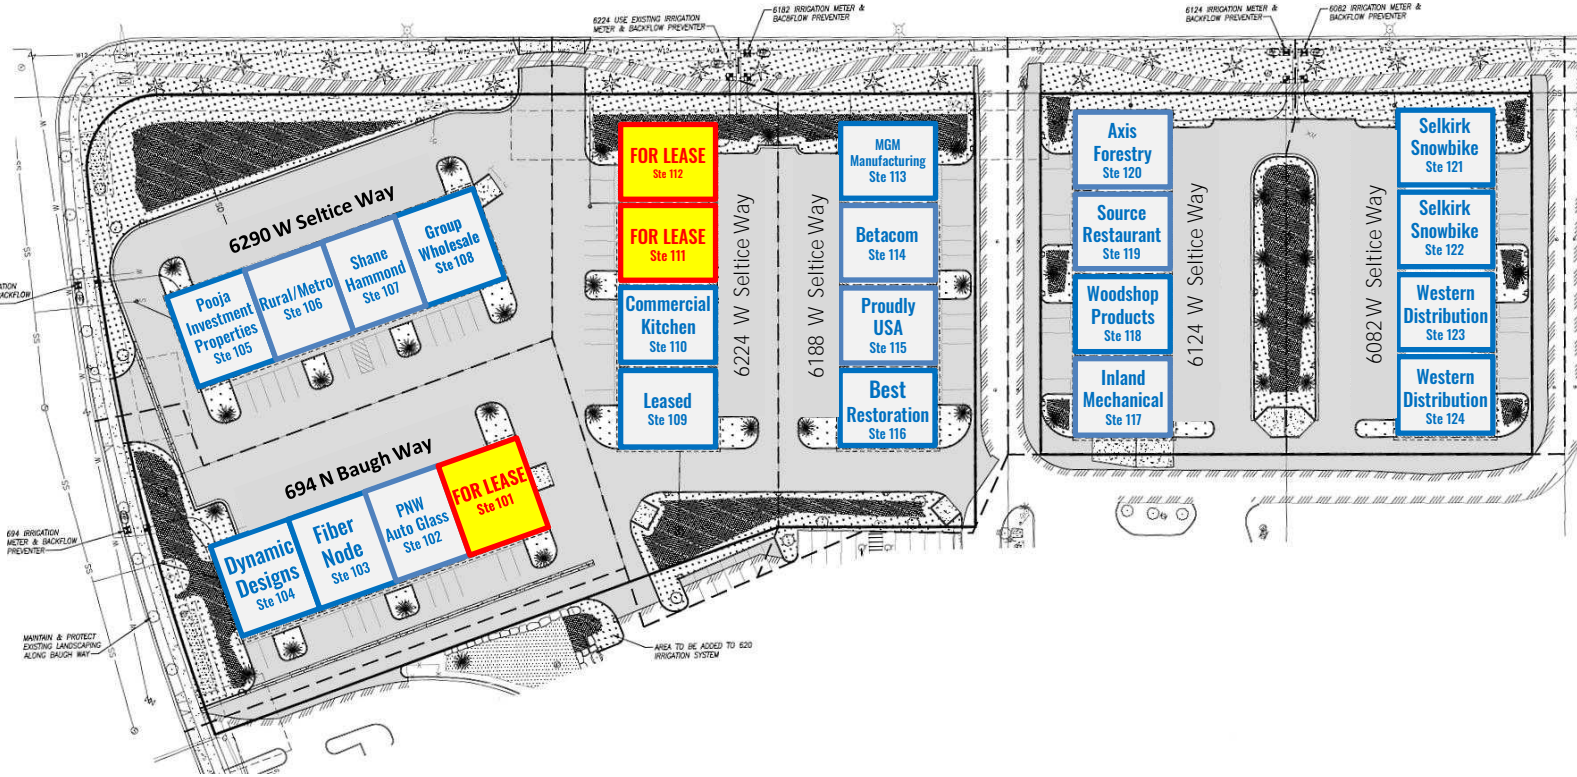 6224 USE EXISTING IRRIGATION
METER & BACKFLOW PREVENTER
6182 IRRIGATION METER &
BACBFLOW PREVENTER
6124 IRRIGATION METER &
BACKFLOW PREVENTER
6082 IRRIGATION METER &
BACKFLOW PREVENTER
6290 W Seltice Way
Pooja
Investment
Properties
Ste 105
Rural/Metro
Ste 106
Shane
Hammond
Ste 107
Group
Wholesale
Ste 108
SD
694 N Baugh Way
Dynamic
Designs
Ste 104
Fiber
Node
Ste 103
PNW
Auto Glass
Ste 102
FOR LEASE
Ste 101
FOR LEASE
Ste 112
FOR LEASE
Ste 111
Commercial
Kitchen
Ste 110
Leased
Ste 109
6224 W Seltice Way
6188 W Seltice Way
MGM
Manufacturing
Ste 113
Betacom
Ste 114
Proudly
USA
Ste 115
Best
Restoration
Ste 116
Axis
Forestry
Ste 120
Source
Restaurant
Ste 119
Woodshop
Products
Ste 118
Inland
Mechanical
Ste 117
6124 W Seltice Way
6082 W Seltice Way
Selkirk
Snowbike
Ste 121
Selkirk
Snowbike
Ste 122
Western
Distribution
Ste 123
Western
Distribution
Ste 124
694 IRRIGATION
METER & BACKFLOW
PREVENTER
MAINTAIN & PROTECT
EXISTING LANDSCAPING
ALONG BAUGH WAY
AREA TO BE ADDED TO 620
IRRIGATION SYSTEM